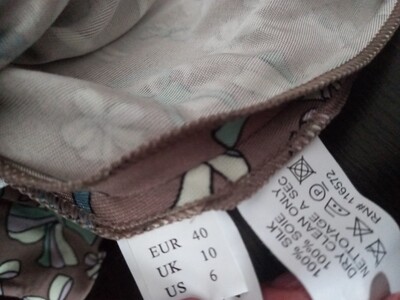 EUR 40
UK 10
US 6
100% SILK
100% SOIE
DRY CLEAN ONLY
NETTOYAGE A SEC
RN# 116572